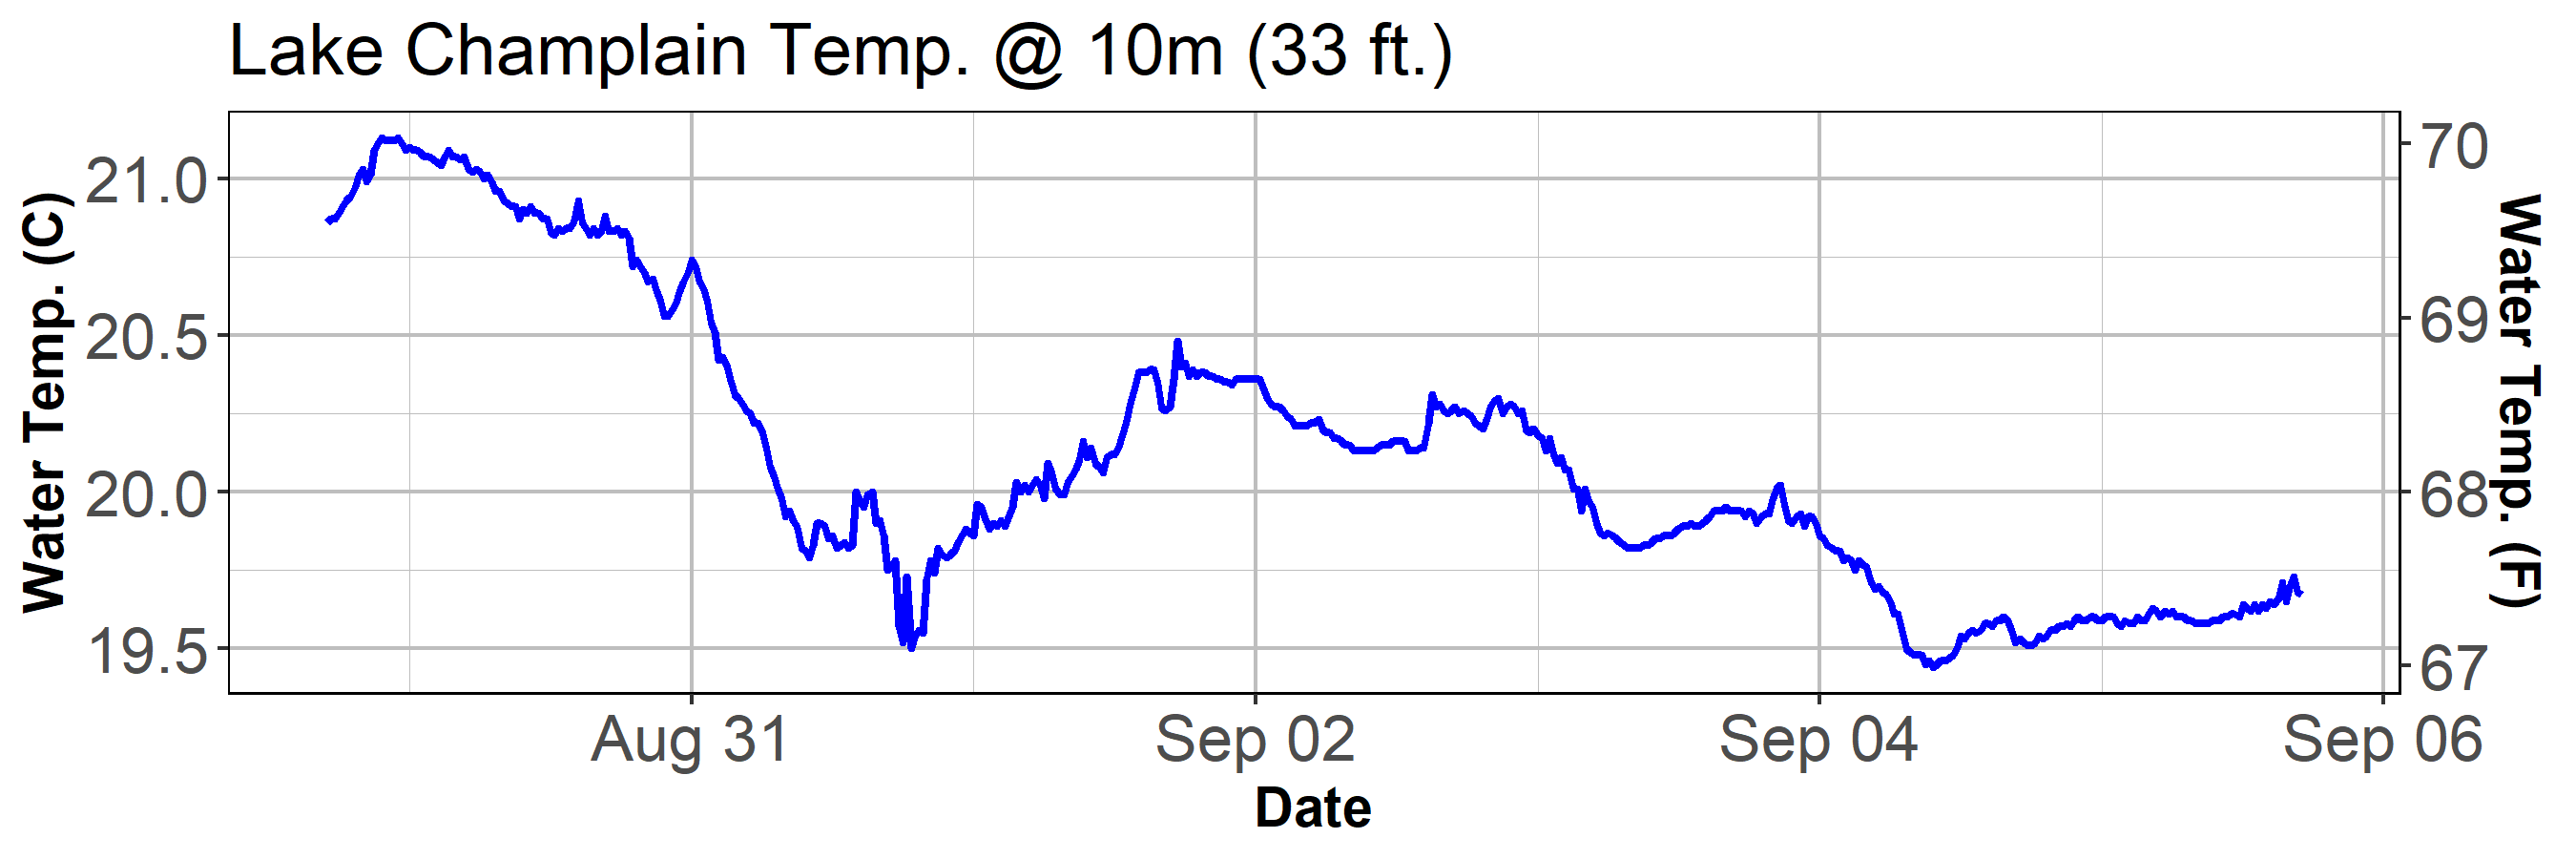 Lake Champlain Temp. @ 10m (33 ft.)
Water Temp. (C)
21.0
20.5
20.0
19.5
70
69
68
67
Water Temp. (F)
Aug 31
Sep 02
Sep 04
Sep 06
Date